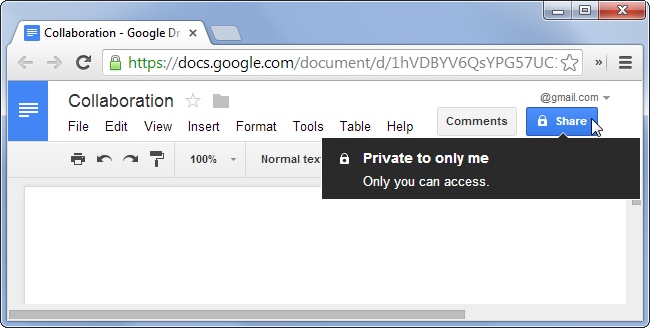 Collaboration - Google Dr
https://docs.google.com/document/d/1hVDBYV6QsYPG57UC
»
Collaboration
@gmail.com
File Edit View Insert Format Tools Table Help
Comments
Share
100%
Normal text
Private to only me
Only you can access.